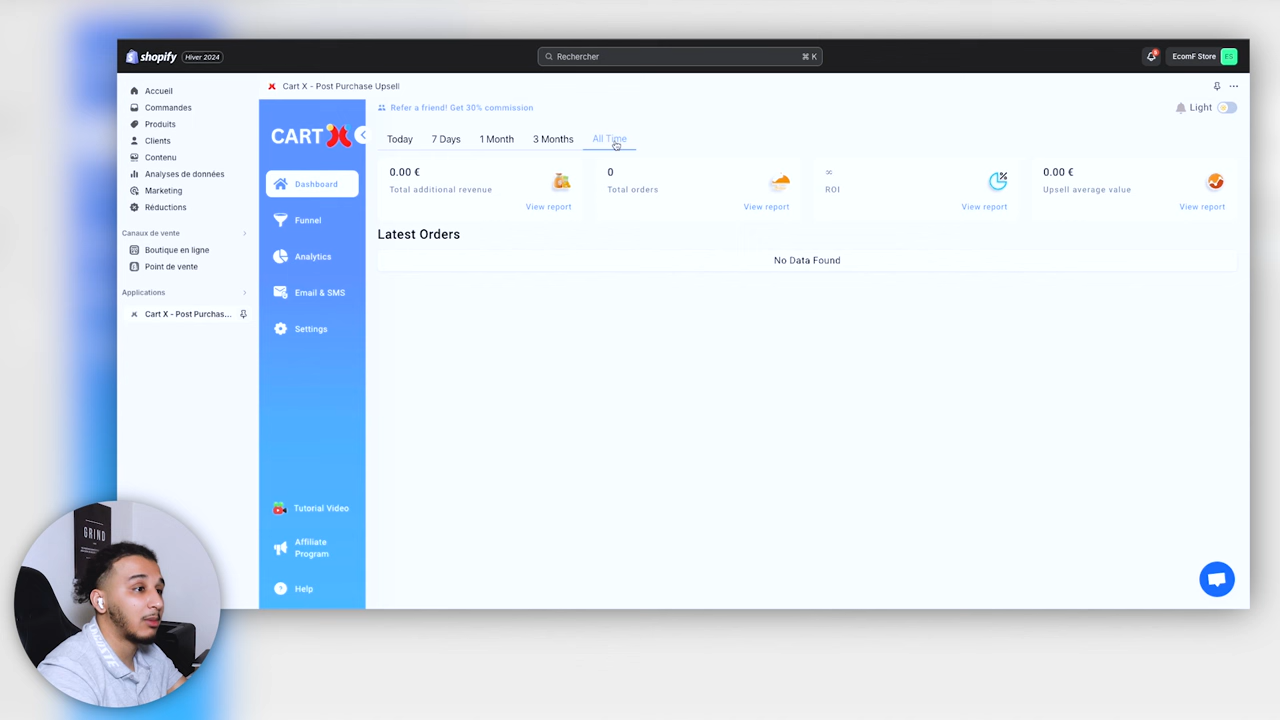 shopify Hiver 2024
Rechercher
⌘ K
EcomF Store ES
Accueil
Commandes
Produits
Clients
Contenu
Analyses de données
Marketing
Réductions
Canaux de vente
Boutique en ligne
Point de vente
Applications
Cart X - Post Purchas...
Cart X - Post Purchase Upsell
CART X
Dashboard
Funnel
Analytics
Email & SMS
Settings
Tutorial Video
Affiliate
Program
Help
Refer a friend! Get 30% commission
Light
Today 7 Days 1 Month 3 Months All Time
0.00 €
Total additional revenue
View report
0
Total orders
View report
∞
ROI
View report
0.00 €
Upsell average value
View report
Latest Orders
No Data Found
GRIND